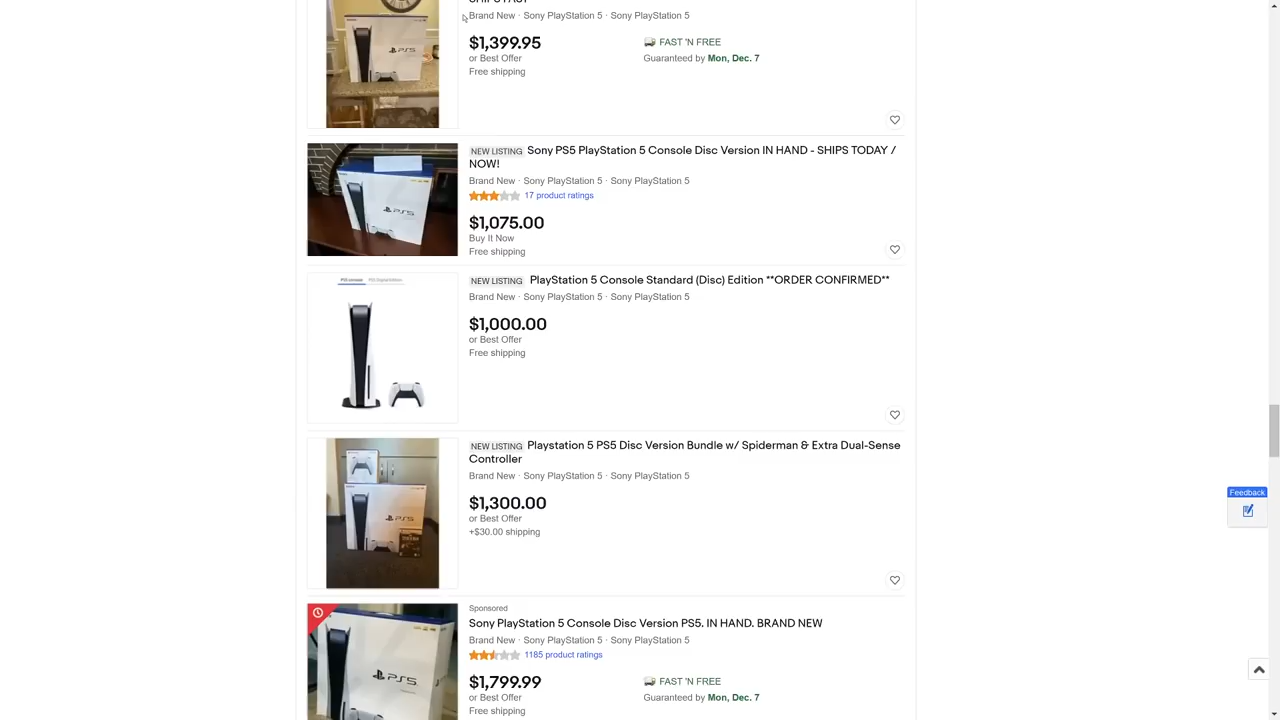 Brand New · Sony PlayStation 5 · Sony PlayStation 5
$1,399.95
or Best Offer
Free shipping
FAST 'N FREE
Guaranteed by Mon, Dec. 7
PS5
NEW LISTING Sony PS5 PlayStation 5 Console Disc Version IN HAND - SHIPS TODAY /
NOW!
Brand New · Sony PlayStation 5 · Sony PlayStation 5
17 product ratings
$1,075.00
Buy It Now
Free shipping
PS5
NEW LISTING PlayStation 5 Console Standard (Disc) Edition **ORDER CONFIRMED**
Brand New · Sony PlayStation 5 · Sony PlayStation 5
$1,000.00
or Best Offer
Free shipping
NEW LISTING Playstation 5 PS5 Disc Version Bundle w/ Spiderman & Extra Dual-Sense
Controller
Brand New · Sony PlayStation 5 · Sony PlayStation 5
$1,300.00
or Best Offer
+$30.00 shipping
PS5
Feedback
Sponsored
Sony PlayStation 5 Console Disc Version PS5. IN HAND. BRAND NEW
Brand New · Sony PlayStation 5 · Sony PlayStation 5
1185 product ratings
$1,799.99
or Best Offer
Free shipping
FAST 'N FREE
Guaranteed by Mon, Dec. 7
PS5